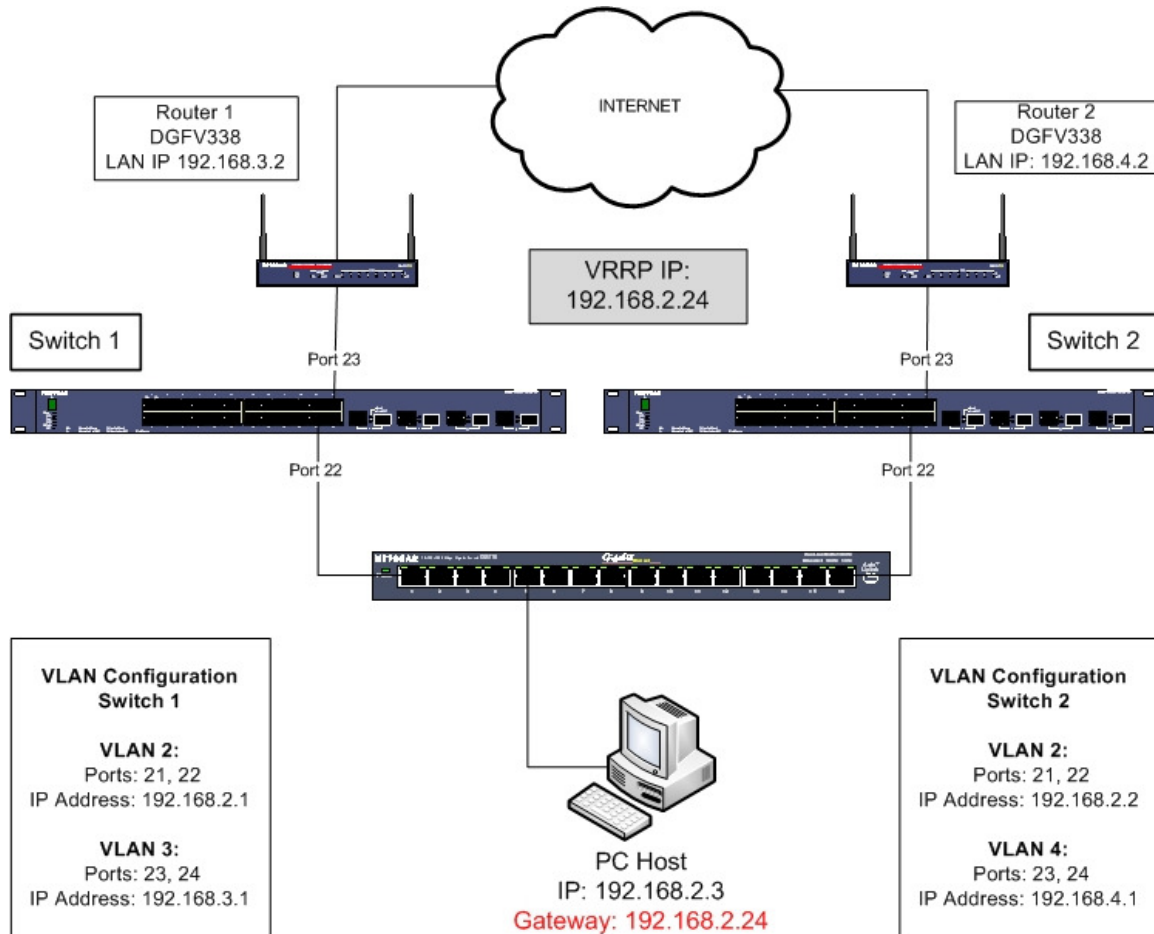 INTERNET
Router 1
DGFV338
LAN IP 192.168.3.2
Router 2
DGFV338
LAN IP: 192.168.4.2
VRRP IP:
192.168.2.24
Switch 1
Switch 2
Port 23
Port 23
Port 22
Port 22
NETGEAR
VLAN Configuration
Switch 1
VLAN 2:
Ports: 21, 22
IP Address: 192.168.2.1
VLAN 3:
Ports: 23, 24
IP Address: 192.168.3.1
PC Host
IP: 192.168.2.3
Gateway: 192.168.2.24
VLAN Configuration
Switch 2
VLAN 2:
Ports: 21, 22
IP Address: 192.168.2.2
VLAN 4:
Ports: 23, 24
IP Address: 192.168.4.1